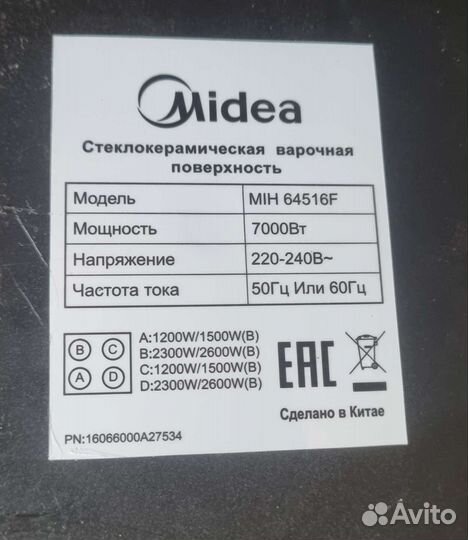 Midea
Стеклокерамическая варочная
поверхность
Модель MIH 64516F
Мощность 7000Вт
Напряжение 220-240В~
Частота тока 50Гц Или 60Гц
B C
A D
A:1200W/1500W(B)
B:2300W/2600W(B)
C:1200W/1500W(B)
D:2300W/2600W(B)
EAC
Сделано в Китае
PN:16066000A27534
Avito